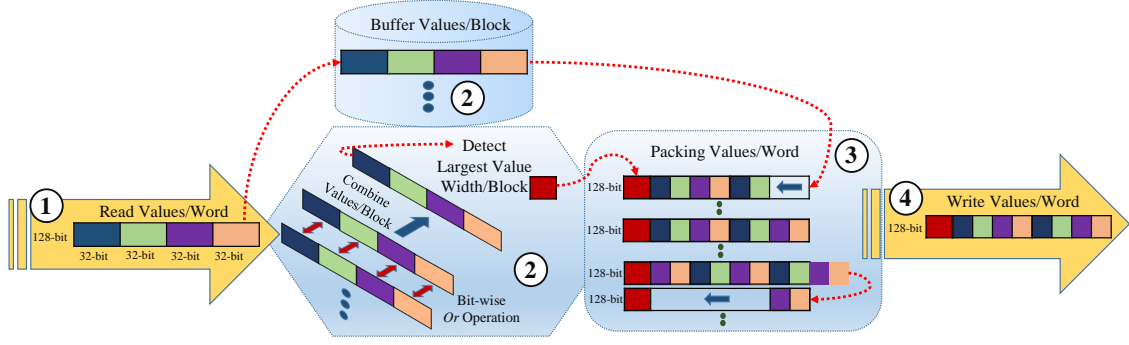 Buffer Values/Block
2
1
Read Values/Word
128-bit
32-bit 32-bit 32-bit 32-bit
Combine
Values/Block
Detect
Largest Value
Width/Block
2
Bit-wise
Or Operation
Packing Values/Word
3
128-bit
128-bit
128-bit
128-bit
4
Write Values/Word
128-bit